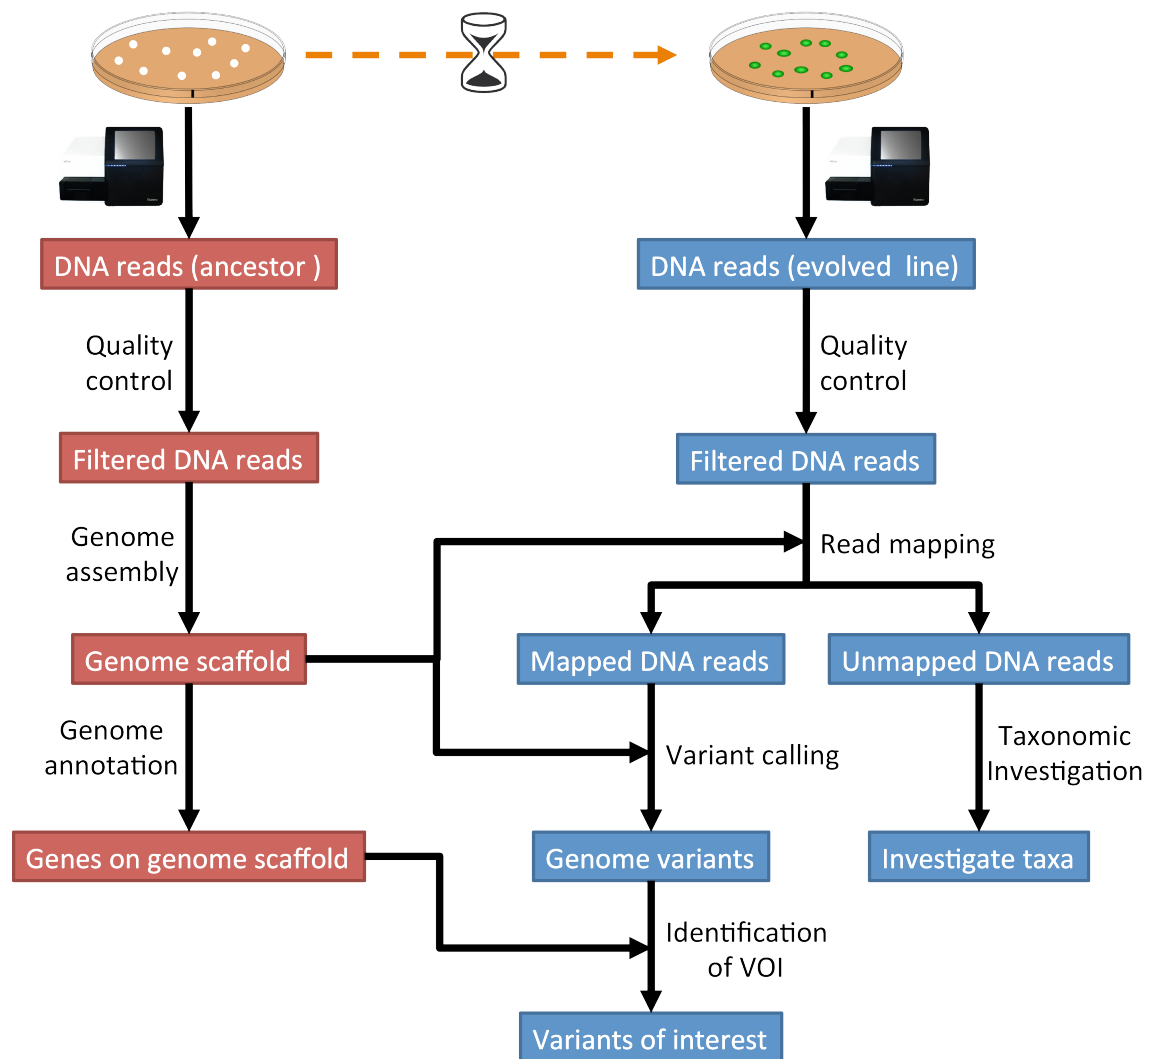 DNA reads (ancestor )
DNA reads (evolved  line)
Quality
control
Quality
control
Filtered DNA reads
Filtered DNA reads
Genome
assembly
Read mapping
Genome scaffold
Mapped DNA reads
Unmapped DNA reads
Genome
annotation
Variant calling
Taxonomic
Investigation
Genes on genome scaffold
Genome variants
Investigate taxa
Identification
of VOI
Variants of interest